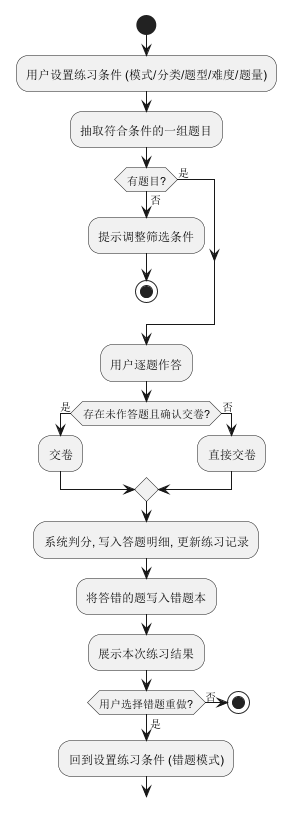 用户设置练习条件 (模式/分类/题型/难度/题量)
抽取符合条件的一组题目
有题目?
是
否
提示调整筛选条件
用户逐题作答
是
存在未作答题且确认交卷?
否
交卷
直接交卷
系统判分, 写入答题明细, 更新练习记录
将答错的题写入错题本
展示本次练习结果
用户选择错题重做?
否
是
回到设置练习条件 (错题模式)